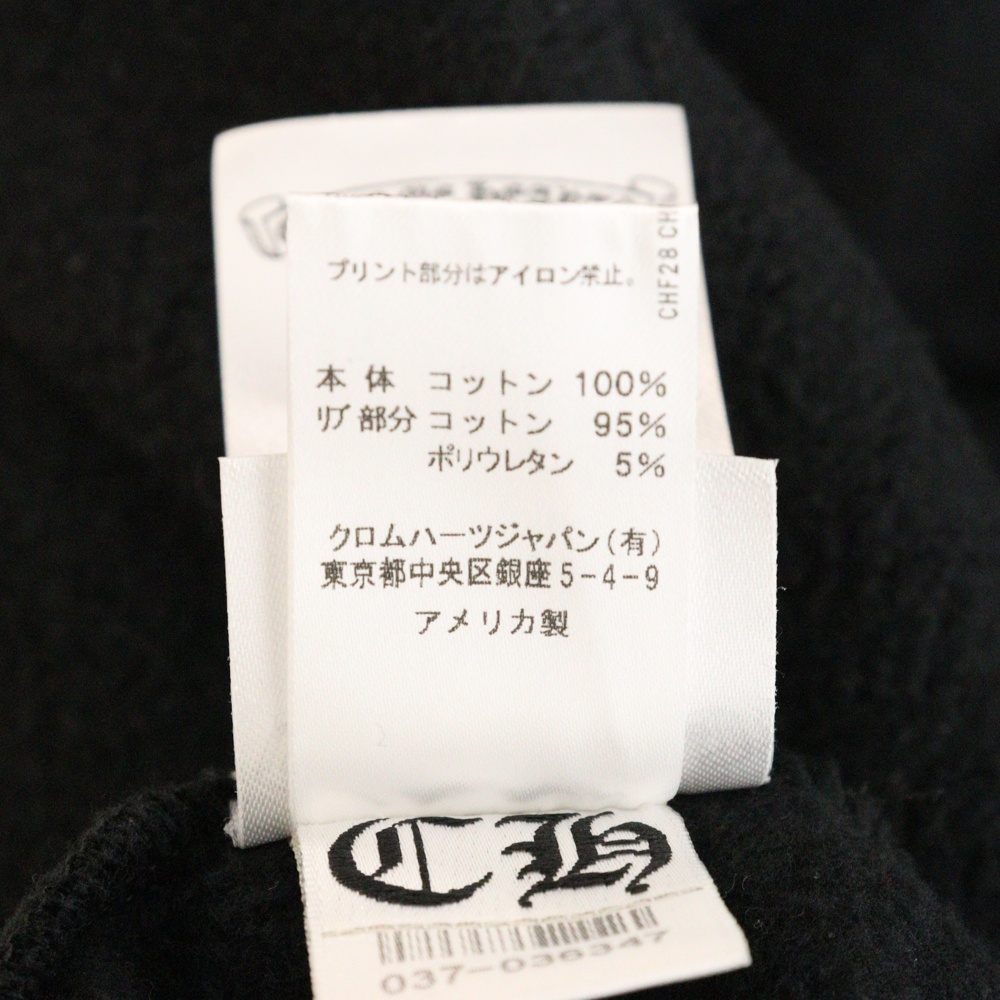 プリント部分はアイロン禁止。
CHF28 CH
本 体 コットン 100%
リブ部分 コットン 95%
ポリウレタン 5%
クロムハーツジャパン(有)
東京都中央区銀座5-4-9
アメリカ製
CH
037-036347